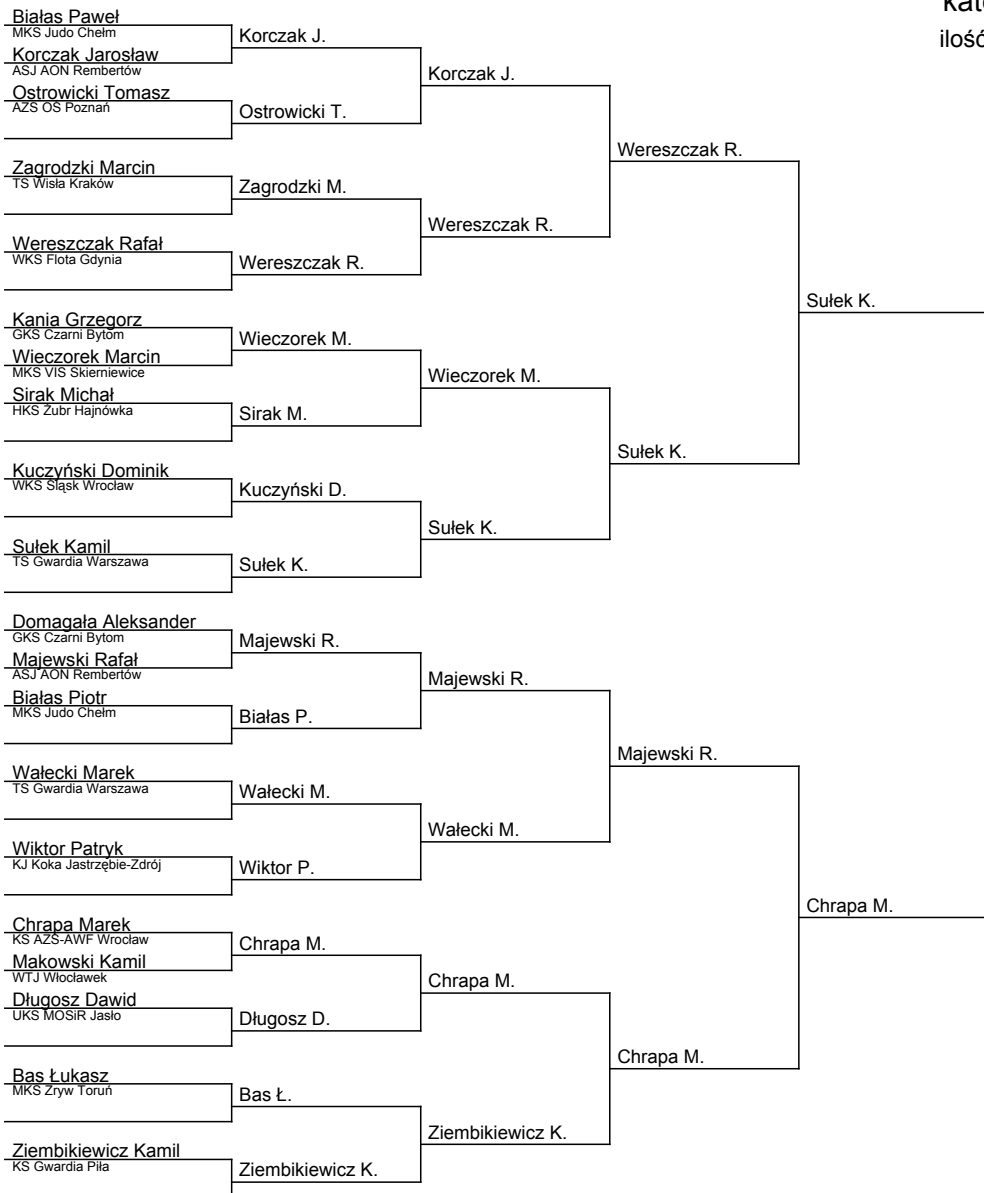 Białas Paweł
MKS Judo Chełm
Korczak Jarosław
ASJ AON Rembertów
Ostrowicki Tomasz
AZS OŚ Poznań
Zagrodzki Marcin
TS Wisła Kraków
Wereszczak Rafał
WKS Flota Gdynia
Kania Grzegorz
GKS Czarni Bytom
Wieczorek Marcin
MKS VIS Skierniewice
Sirak Michał
HKS Żubr Hajnówka
Kuczyński Dominik
WKS Śląsk Wrocław
Sułek Kamil
TS Gwardia Warszawa
Domagała Aleksander
GKS Czarni Bytom
Majewski Rafał
ASJ AON Rembertów
Białas Piotr
MKS Judo Chełm
Wałecki Marek
TS Gwardia Warszawa
Wiktor Patryk
KJ Koka Jastrzębie-Zdrój
Chrapa Marek
KS AZS-AWF Wrocław
Makowski Kamil
WTJ Włocławek
Długosz Dawid
UKS MOSiR Jasło
Bas Łukasz
MKS Zryw Toruń
Ziembikiewicz Kamil
KS Gwardia Piła
Korczak J.
Ostrowicki T.
Zagrodzki M.
Wereszczak R.
Wieczorek M.
Sirak M.
Kuczyński D.
Sułek K.
Majewski R.
Białas P.
Wałecki M.
Wiktor P.
Chrapa M.
Długosz D.
Bas Ł.
Ziembikiewicz K.
Korczak J.
Wereszczak R.
Wieczorek M.
Sułek K.
Majewski R.
Wałecki M.
Chrapa M.
Ziembikiewicz K.
Wereszczak R.
Sułek K.
Majewski R.
Chrapa M.
Sułek K.
Chrapa M.
ilość